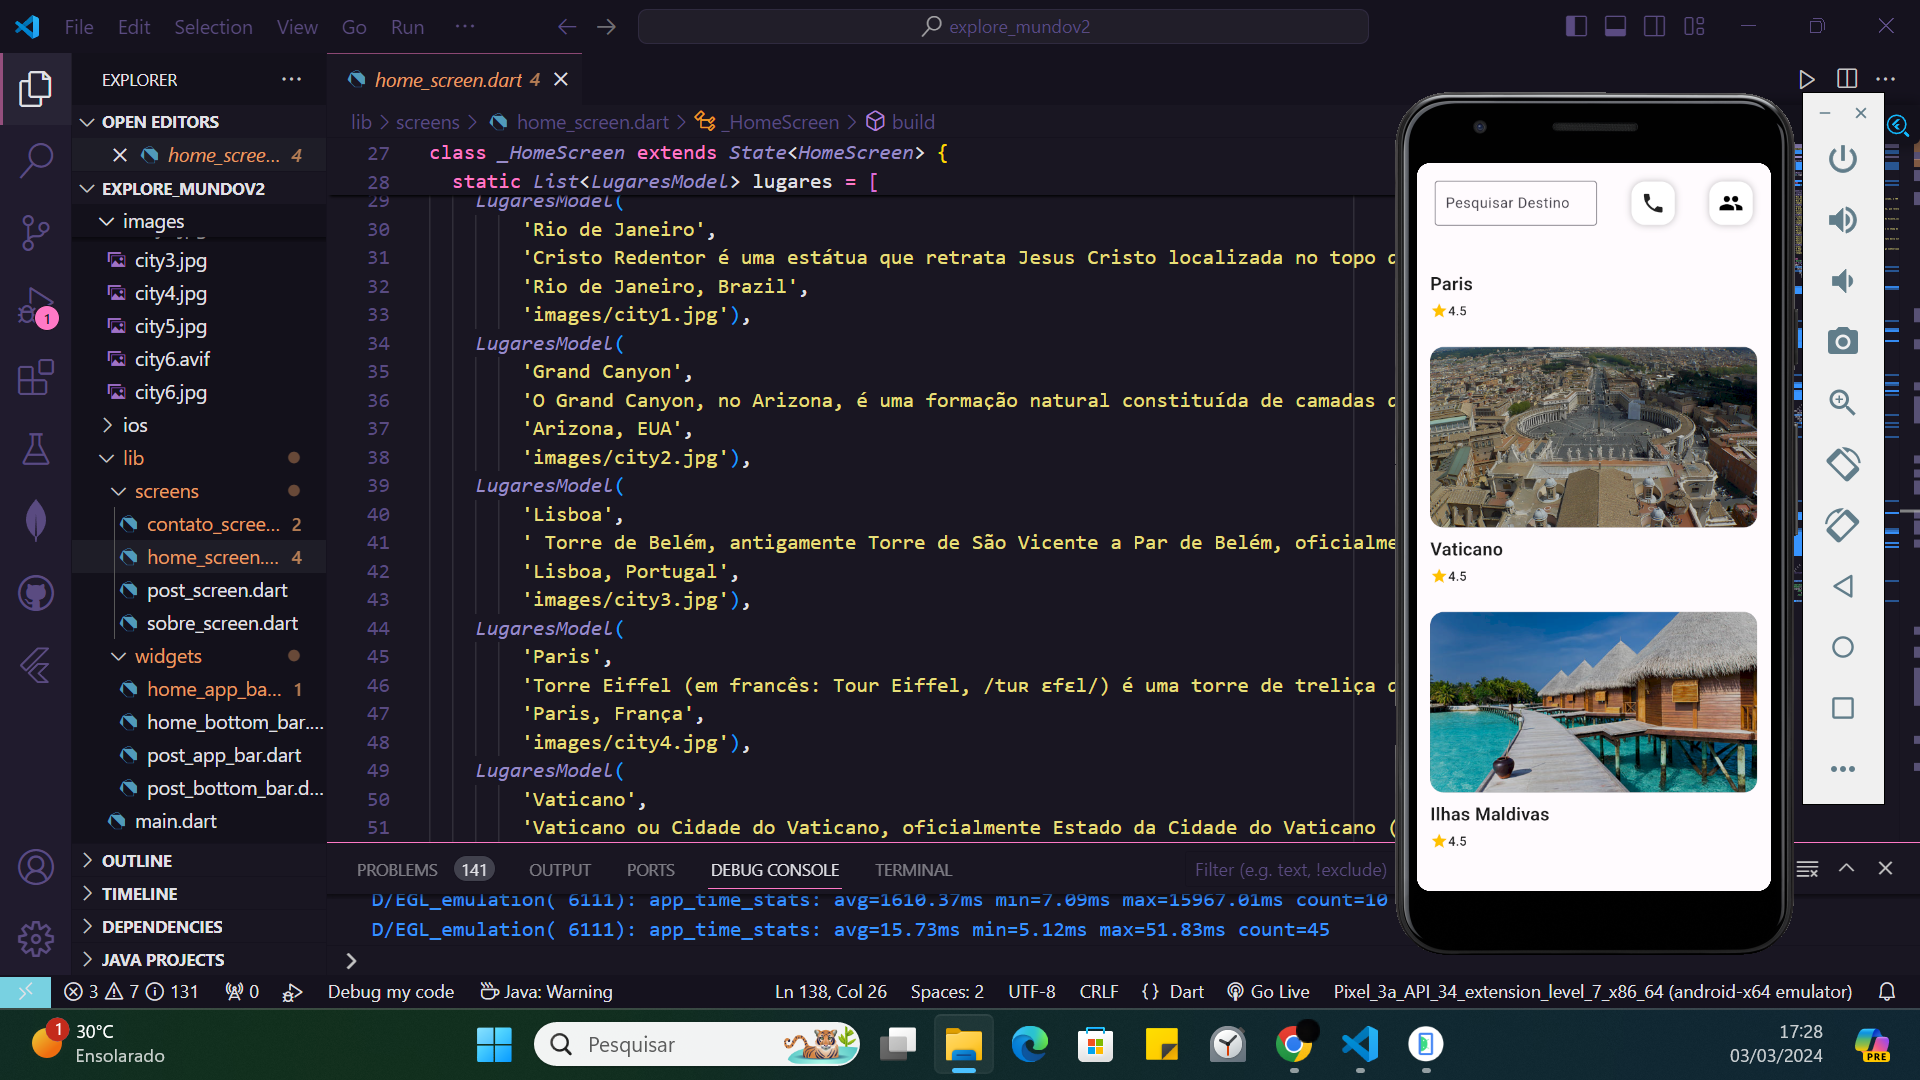 File Edit Selection View Go Run ··· explore_mundov2
EXPLORER ···
OPEN EDITORS
home_scree... 4
EXPLORE_MUNDOV2
images
city3.jpg
city4.jpg
city5.jpg
city6.avif
city6.jpg
ios
lib
screens
contato_scree... 2
home_screen.... 4
post_screen.dart
sobre_screen.dart
widgets
home_app_ba... 1
home_bottom_bar....
post_app_bar.dart
post_bottom_bar.d...
main.dart
OUTLINE
TIMELINE
DEPENDENCIES
JAVA PROJECTS
1
home_screen.dart 4
lib > screens > home_screen.dart > _HomeScreen > build
27 class _HomeScreen extends State<HomeScreen> {
28 static List<LugaresModel> lugares = [
29 LugaresModel(
30 'Rio de Janeiro',
31 'Cristo Redentor é uma estátua que retrata Jesus Cristo localizada no topo d
32 'Rio de Janeiro, Brazil',
33 'images/city1.jpg'),
34 LugaresModel(
35 'Grand Canyon',
36 'O Grand Canyon, no Arizona, é uma formação natural constituída de camadas d
37 'Arizona, EUA',
38 'images/city2.jpg'),
39 LugaresModel(
40 'Lisboa',
41 ' Torre de Belém, antigamente Torre de São Vicente a Par de Belém, oficialme
42 'Lisboa, Portugal',
43 'images/city3.jpg'),
44 LugaresModel(
45 'Paris',
46 'Torre Eiffel (em francês: Tour Eiffel, /tuʀ ɛfɛl/) é uma torre de treliça d
47 'Paris, França',
48 'images/city4.jpg'),
49 LugaresModel(
50 'Vaticano',
51 'Vaticano ou Cidade do Vaticano, oficialmente Estado da Cidade do Vaticano (
PROBLEMS 141 OUTPUT PORTS DEBUG CONSOLE TERMINAL Filter (e.g. text, !exclude)
D/EGL_emulation( 6111): app_time_stats: avg=1610.37ms min=7.09ms max=15967.01ms count=10
D/EGL_emulation( 6111): app_time_stats: avg=15.73ms min=5.12ms max=51.83ms count=45
Pesquisar Destino
Paris
4.5
Vaticano
4.5
Ilhas Maldivas
4.5
3 7 131 0 Debug my code Java: Warning Ln 138, Col 26 Spaces: 2 UTF-8 CRLF {} Dart Go Live Pixel_3a_API_34_extension_level_7_x86_64 (android-x64 emulator)
1
30°C
Ensolarado
Pesquisar
17:28
03/03/2024
PRE